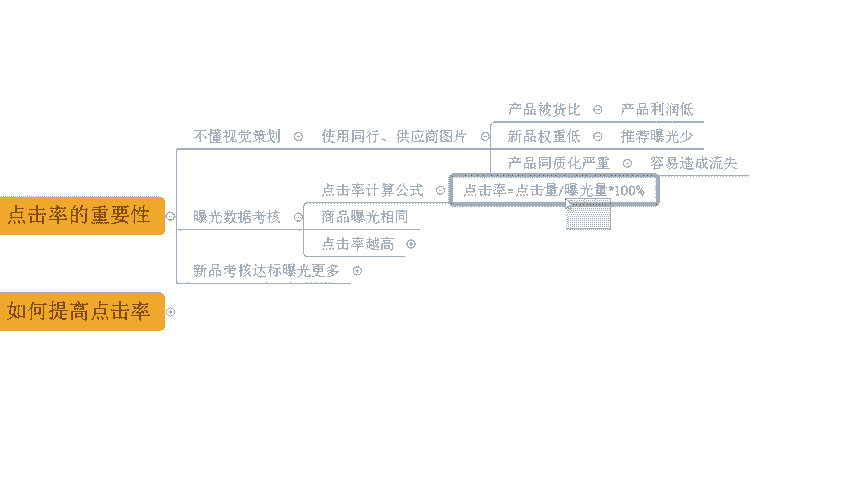 产品被货比 产品利润低
不懂视觉策划 使用同行、供应商图片 新品权重低 推荐曝光少
产品同质化严重 容易造成流失
点击率计算公式 点击率=点击量/曝光量*100%
点击率的重要性 曝光数据考核 商品曝光相同
点击率越高
新品考核达标曝光更多
如何提高点击率